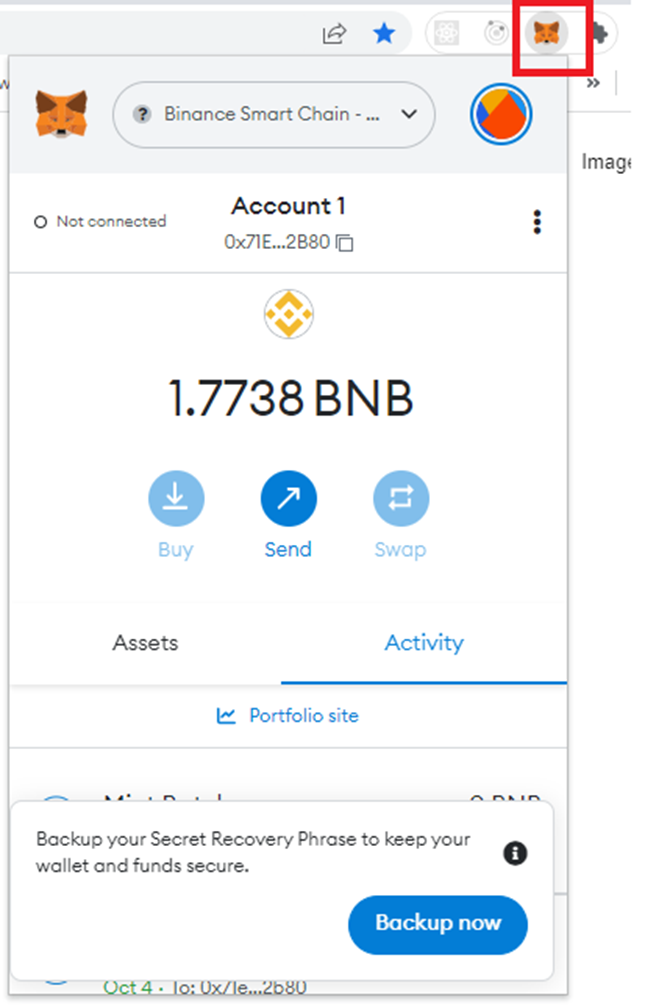 Image
Binance Smart Chain - ...
Not connected
Account 1
0x71E...2B80
1.7738 BNB
Buy
Send
Swap
Assets
Activity
Portfolio site
0 BNB
Backup your Secret Recovery Phrase to keep your
wallet and funds secure.
Backup now
Oct 4 · To: 0x71e...2b80